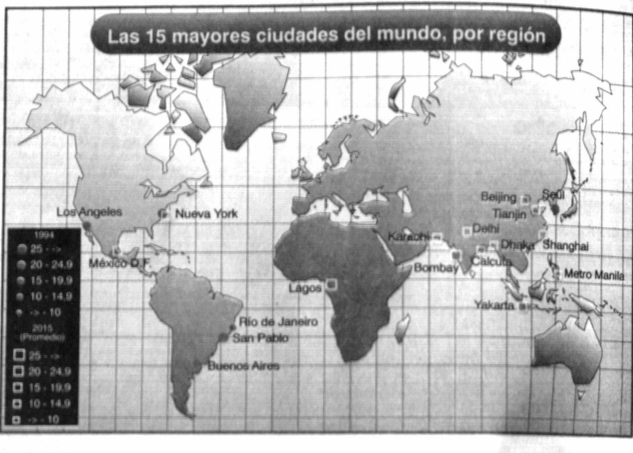 Las 15 mayores ciudades del mundo, por región
Los Angeles
Nueva York
México D.F.
Río de Janeiro
San Pablo
Buenos Aires
Lagos
Karachi
Bombay
Delhi
Dhaka
Calcuta
Beijing
Tianjin
Seúl
Shanghai
Metro Manila
Yakarta
1994
25 - ->
20 - 24.9
15 - 19.9
10 - 14.9
-> - 10
2015
(Promedio)
25 - ->
20 - 24.9
15 - 19.9
10 - 14.9
-> - 10